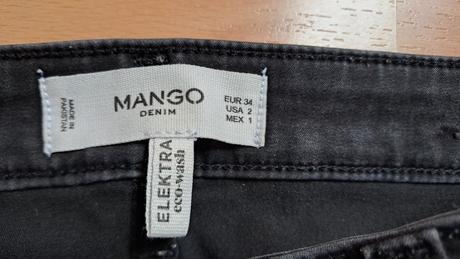 MADE IN
PAKISTAN
MANGO
DENIM
EUR 34
USA 2
MEX 1
ELEKTRA
eco-wash